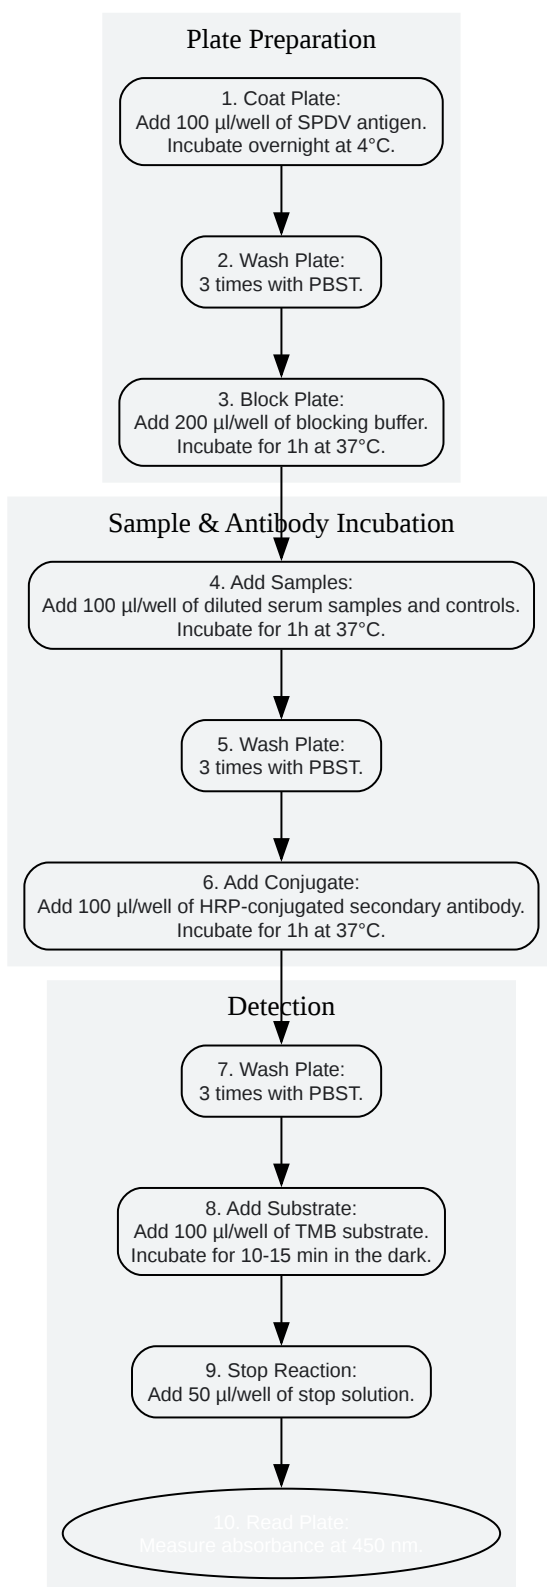 Plate Preparation
1. Coat Plate:
Add 100 µl/well of SPDV antigen.
Incubate overnight at 4°C.
2. Wash Plate:
3 times with PBST.
3. Block Plate:
Add 200 µl/well of blocking buffer.
Incubate for 1h at 37°C.
Sample & Antibody Incubation
4. Add Samples:
Add 100 µl/well of diluted serum samples and controls.
Incubate for 1h at 37°C.
5. Wash Plate:
3 times with PBST.
6. Add Conjugate:
Add 100 µl/well of HRP-conjugated secondary antibody.
Incubate for 1h at 37°C.
Detection
7. Wash Plate:
3 times with PBST.
8. Add Substrate:
Add 100 µl/well of TMB substrate.
Incubate for 10-15 min in the dark.
9. Stop Reaction:
Add 50 µl/well of stop solution.
10. Read Plate:
Measure absorbance at 450 nm.